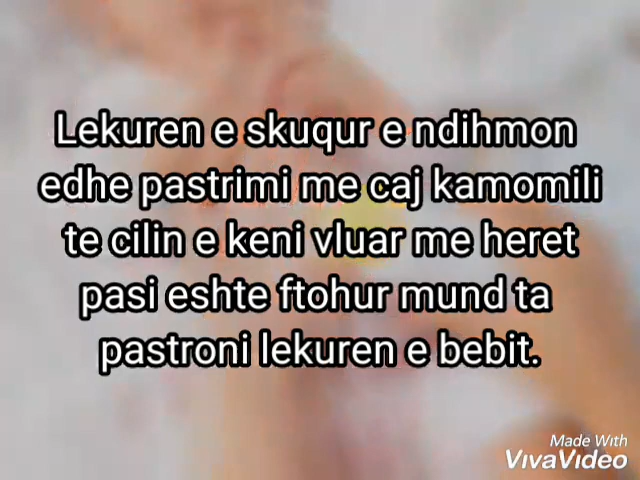 Lekuren e skuqur e ndihmon
edhe pastrimi me caj kamomili
te cilin e keni vluar me heret
pasi eshte ftohur mund ta
pastroni lekuren e bebit.
Made With
VivaVideo